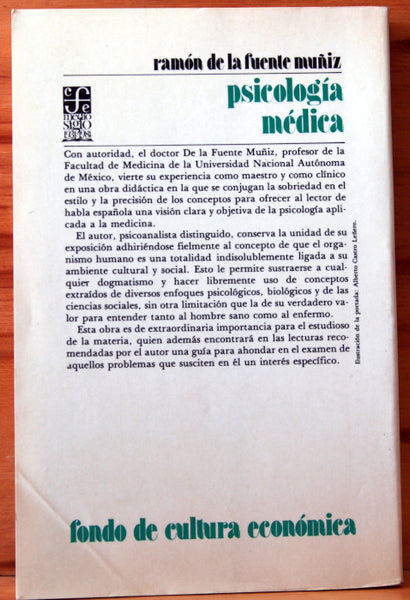 ramón de la fuente muñiz
psicología
médica
cfe
medio
siglo
1934-1984
Con autoridad, el doctor De la Fuente Muñiz, profesor de la
Facultad de Medicina de la Universidad Nacional Autónoma
de México, vierte su experiencia como maestro y como clínico
en una obra didáctica en la que se conjugan la sobriedad en el
estilo y la precisión de los conceptos para ofrecer al lector de
habla española una visión clara y objetiva de la psicología apli-
cada a la medicina.
El autor, psicoanalista distinguido, conserva la unidad de su
exposición adhiriéndose fielmente al concepto de que el orga-
nismo humano es una totalidad indisolublemente ligada a su
ambiente cultural y social. Esto le permite sustraerse a cual-
quier dogmatismo y hacer libremente uso de conceptos
extraídos de diversos enfoques psicológicos, biológicos y de las
ciencias sociales, sin otra limitación que la de su verdadero va-
lor para entender tanto al hombre sano como al enfermo.
Esta obra es de extraordinaria importancia para el estudioso
de la materia, quien además encontrará en las lecturas reco-
mendadas por el autor una guía para ahondar en el examen de
aquellos problemas que susciten en él un interés específico.
Ilustración de la portada: Alberto Castro Leñero.
fondo de cultura económica